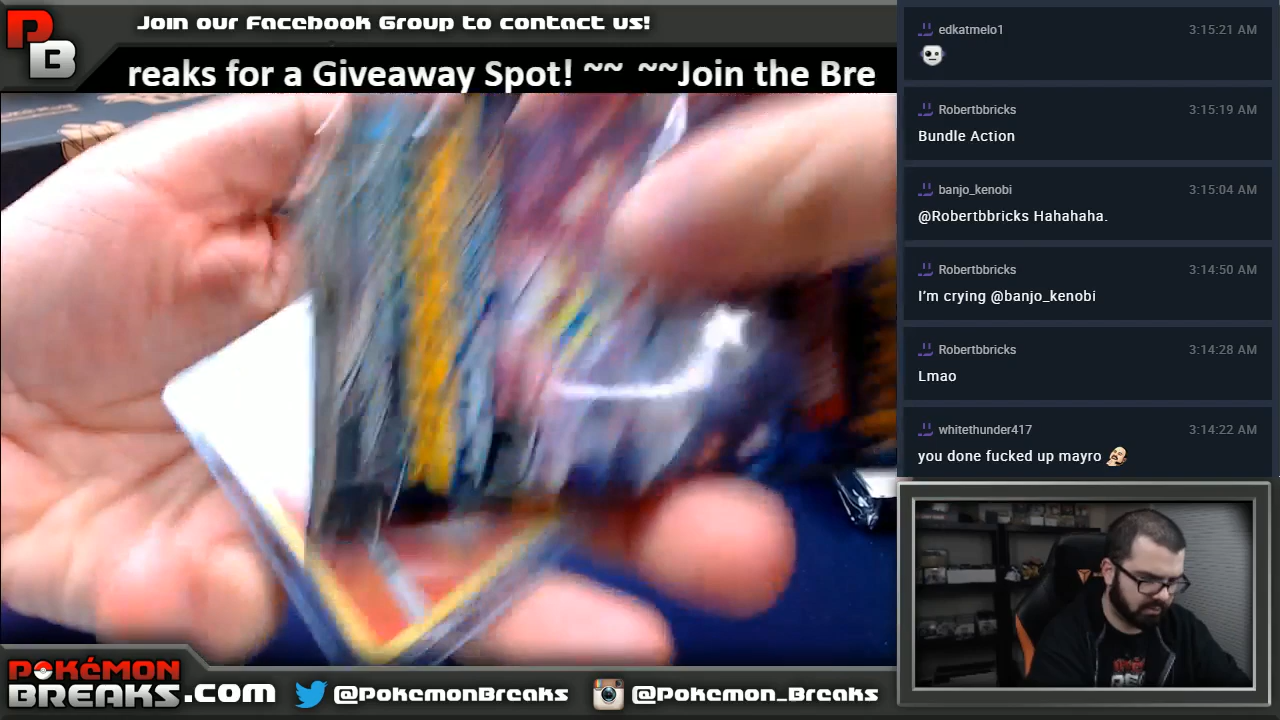 PB
Join our Facebook Group to contact us!
reaks for a Giveaway Spot! ~~ ~~Join the Bre
edkatmelo1 3:15:21 AM
Robertbbricks 3:15:19 AM
Bundle Action
banjo_kenobi 3:15:04 AM
@Robertbbricks Hahahaha.
Robertbbricks 3:14:50 AM
I'm crying @banjo_kenobi
Robertbbricks 3:14:28 AM
Lmao
whitethunder417 3:14:22 AM
you done fucked up mayro
POKéMON
BREAKS.com
@PokemonBreaks
@Pokemon_Breaks